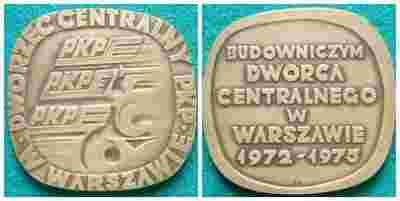 DWORZEC CENTRALNY PKP
W WARSZAWIE
PKP
PKP
PKP
BUDOWNICZYM
DWORCA
CENTRALNEGO
W
WARSZAWIE
1972-1975